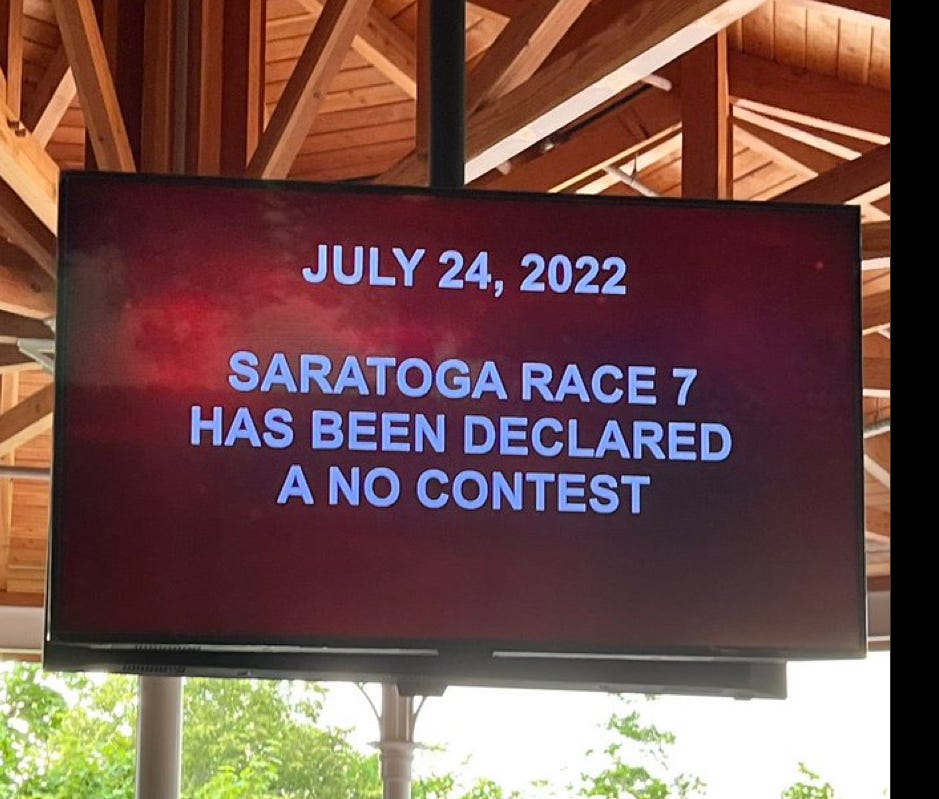 JULY 24, 2022
SARATOGA RACE 7
HAS BEEN DECLARED
A NO CONTEST